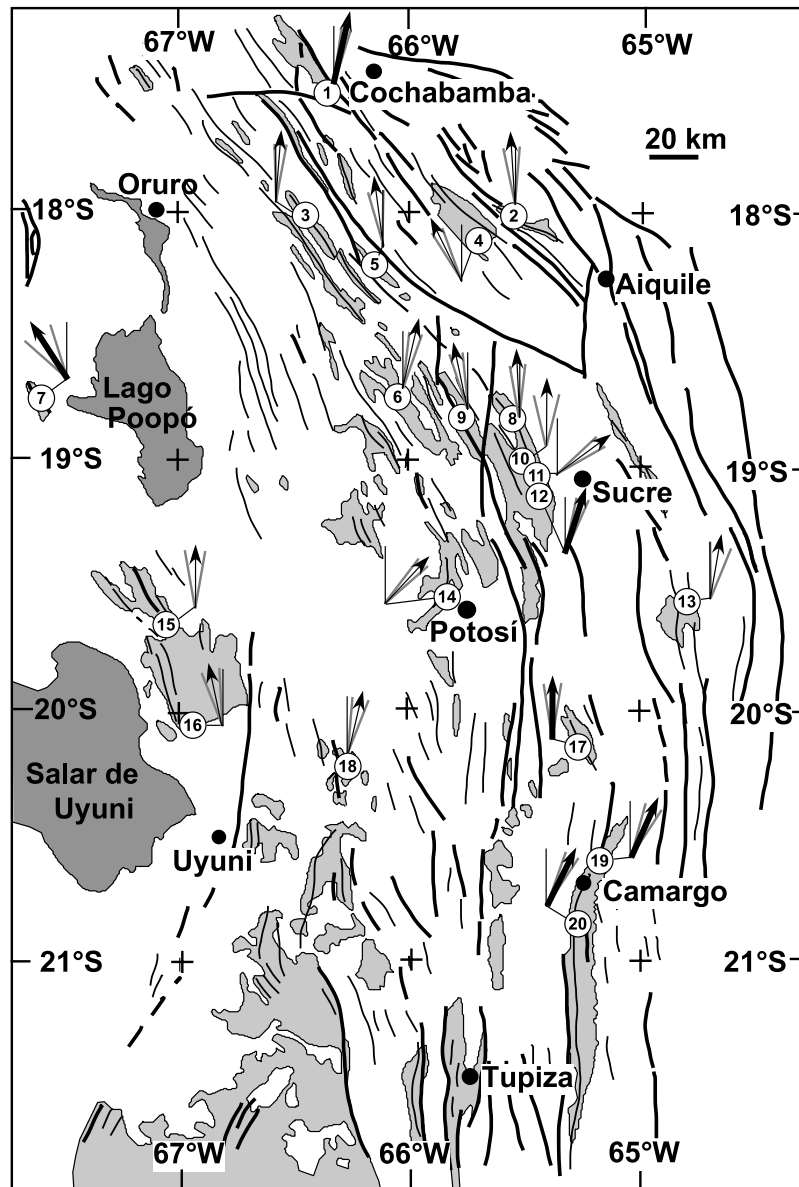 67°W 66°W 65°W
1
Cochabamba
20 km
Oruro
18°S 3 2 18°S
4
5
Aiquile
Lago
Poopó
7 6 9 8
19°S 10 19°S
11
12
Sucre
14 13
15
Potosí
20°S 20°S
16
17
18
Salar de
Uyuni
Uyuni
19
Camargo
20
21°S 21°S
Tupiza
67°W 66°W 65°W